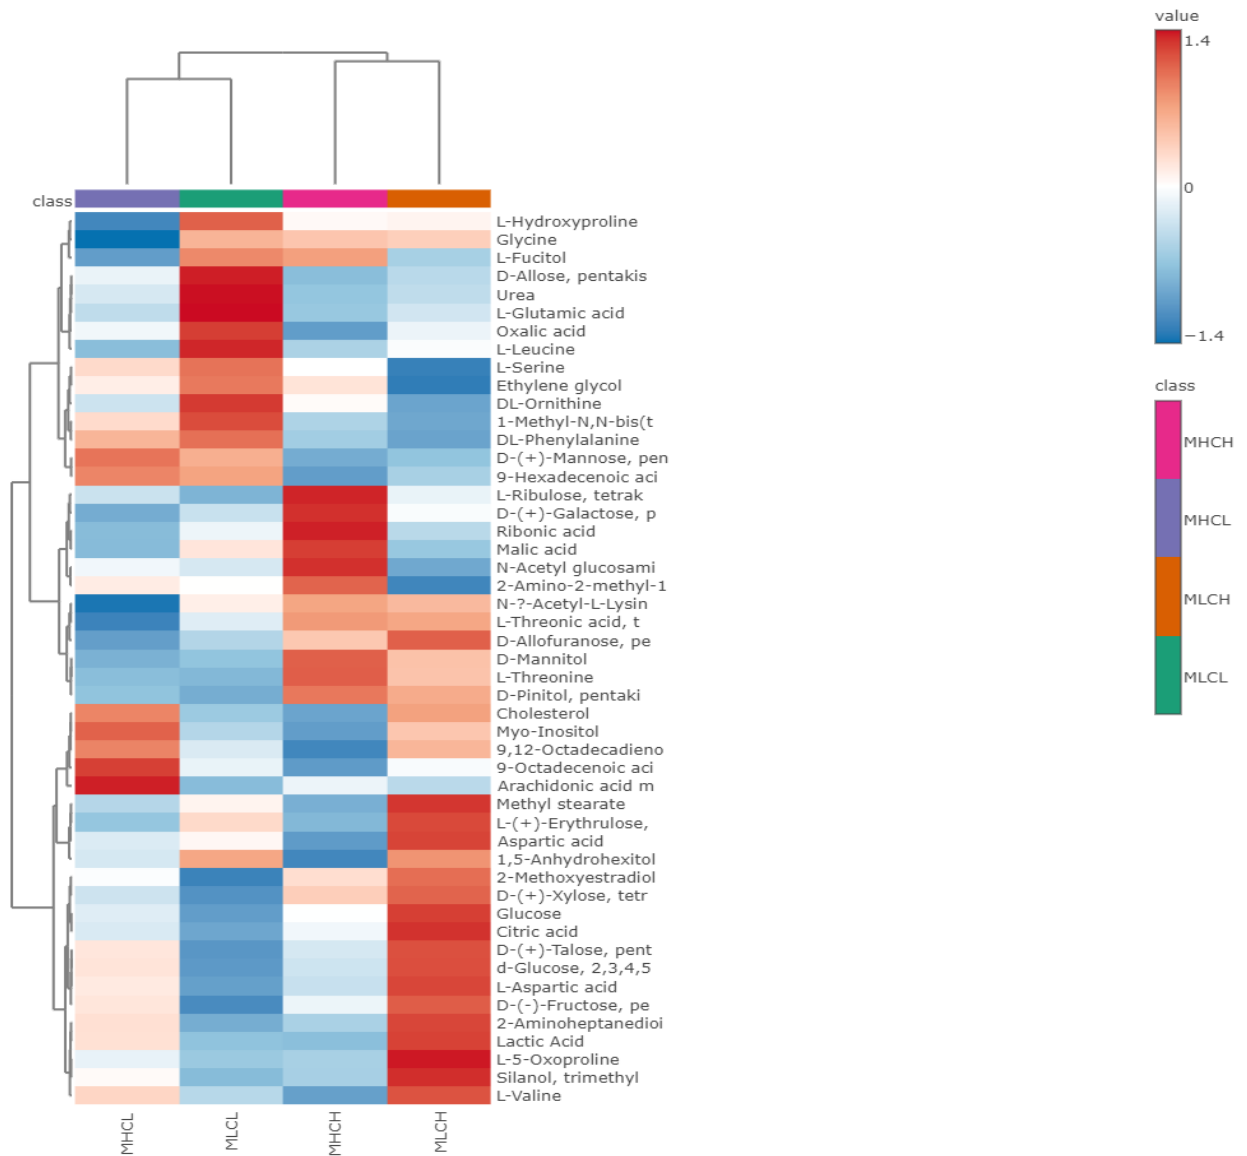 value
1.4
0
−1.4
class
L-Hydroxyproline
Glycine
L-Fucitol
D-Allose, pentakis
Urea
L-Glutamic acid
Oxalic acid
L-Leucine
L-Serine
Ethylene glycol
DL-Ornithine
1-Methyl-N,N-bis(t
DL-Phenylalanine
D-(+)-Mannose, pen
9-Hexadecenoic aci
L-Ribulose, tetrak
D-(+)-Galactose, p
Ribonic acid
Malic acid
N-Acetyl glucosami
2-Amino-2-methyl-1
N-?-Acetyl-L-Lysin
L-Threonic acid, t
D-Allofuranose, pe
D-Mannitol
L-Threonine
D-Pinitol, pentaki
Cholesterol
Myo-Inositol
9,12-Octadecadieno
9-Octadecenoic aci
Arachidonic acid m
Methyl stearate
L-(+)-Erythrulose,
Aspartic acid
1,5-Anhydrohexitol
2-Methoxyestradiol
D-(+)-Xylose, tetr
Glucose
Citric acid
D-(+)-Talose, pent
d-Glucose, 2,3,4,5
L-Aspartic acid
D-(-)-Fructose, pe
2-Aminoheptanedioi
Lactic Acid
L-5-Oxoproline
Silanol, trimethyl
L-Valine
class
MHCH
MHCL
MLCH
MLCL
MHCL
MLCL
MHCH
MLCH